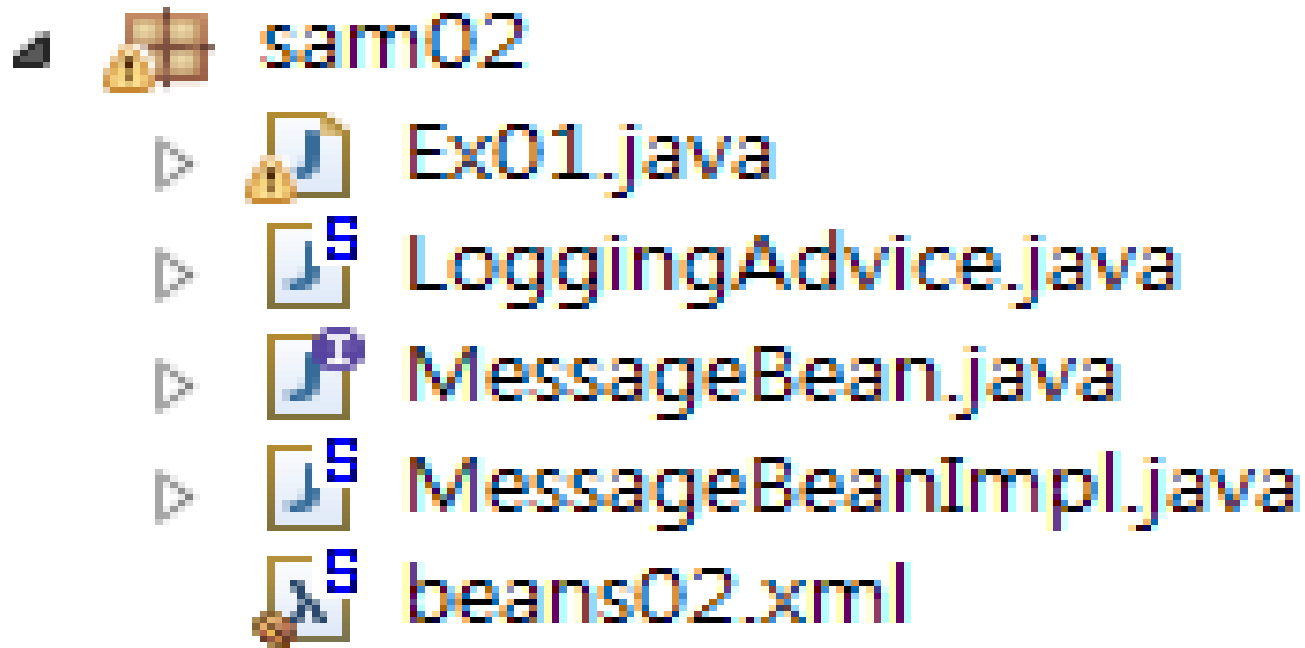 sam02
Ex01.java
LoggingAdvice.java
MessageBean.java
MessageBeanImpl.java
beans02.xml